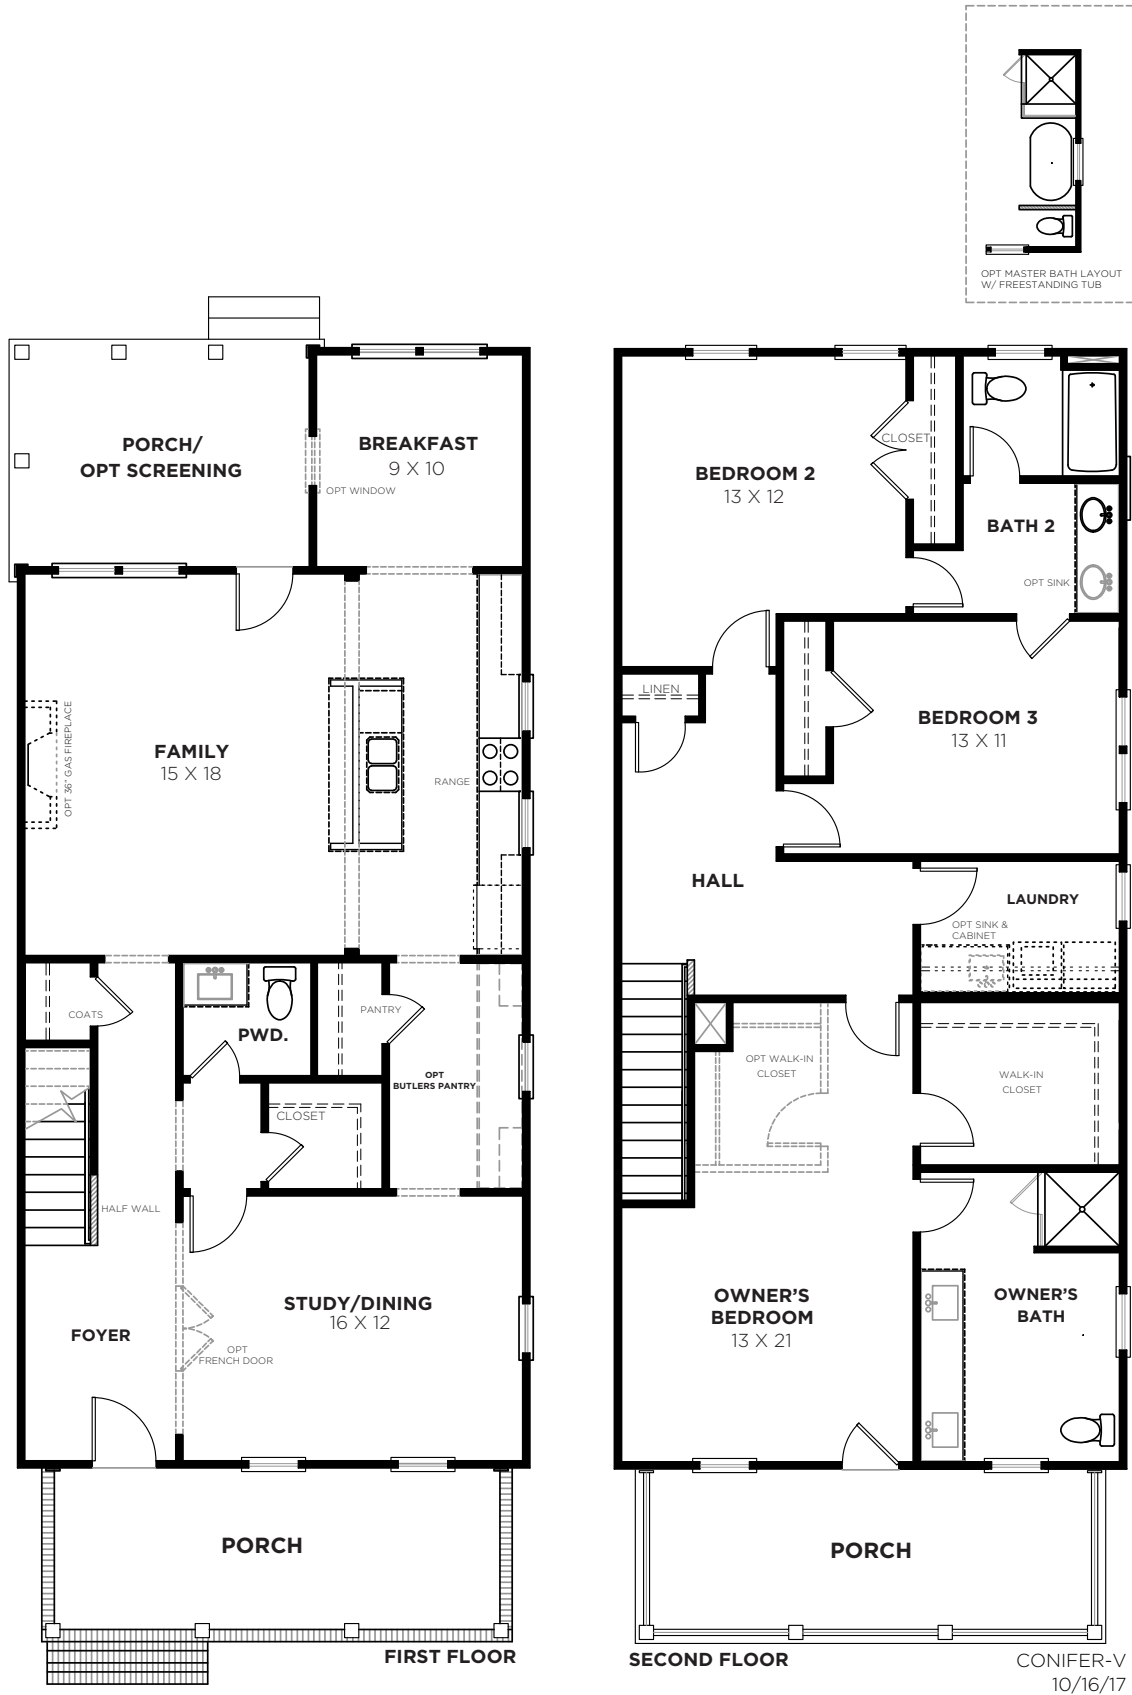 OPT MASTER BATH LAYOUT
W/ FREESTANDING TUB
PORCH/
OPT SCREENING
BREAKFAST
9 X 10
OPT WINDOW
FAMILY
15 X 18
OPT 36" GAS FIREPLACE
RANGE
COATS
PWD.
PANTRY
OPT
BUTLERS PANTRY
CLOSET
HALF WALL
STUDY/DINING
16 X 12
FOYER
OPT
FRENCH DOOR
PORCH
FIRST FLOOR
BEDROOM 2
13 X 12
CLOSET
BATH 2
OPT SINK
LINEN
BEDROOM 3
13 X 11
HALL
LAUNDRY
OPT SINK &
CABINET
OPT WALK-IN
CLOSET
WALK-IN
CLOSET
OWNER'S
BEDROOM
13 X 21
OWNER'S
BATH
PORCH
SECOND FLOOR
CONIFER-V
10/16/17